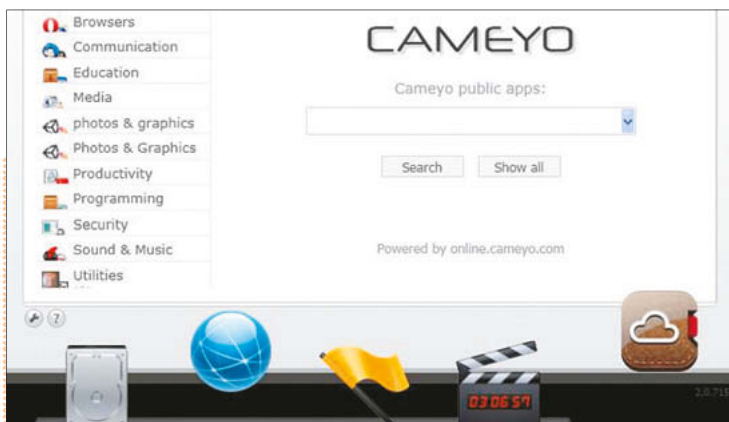 Browsers
Communication
Education
Media
photos & graphics
Photos & Graphics
Productivity
Programming
Security
Sound & Music
Utilities
CAMEYO
Cameyo public apps:
Search Show all
Powered by online.cameyo.com
?
03 06 57
2.0.715